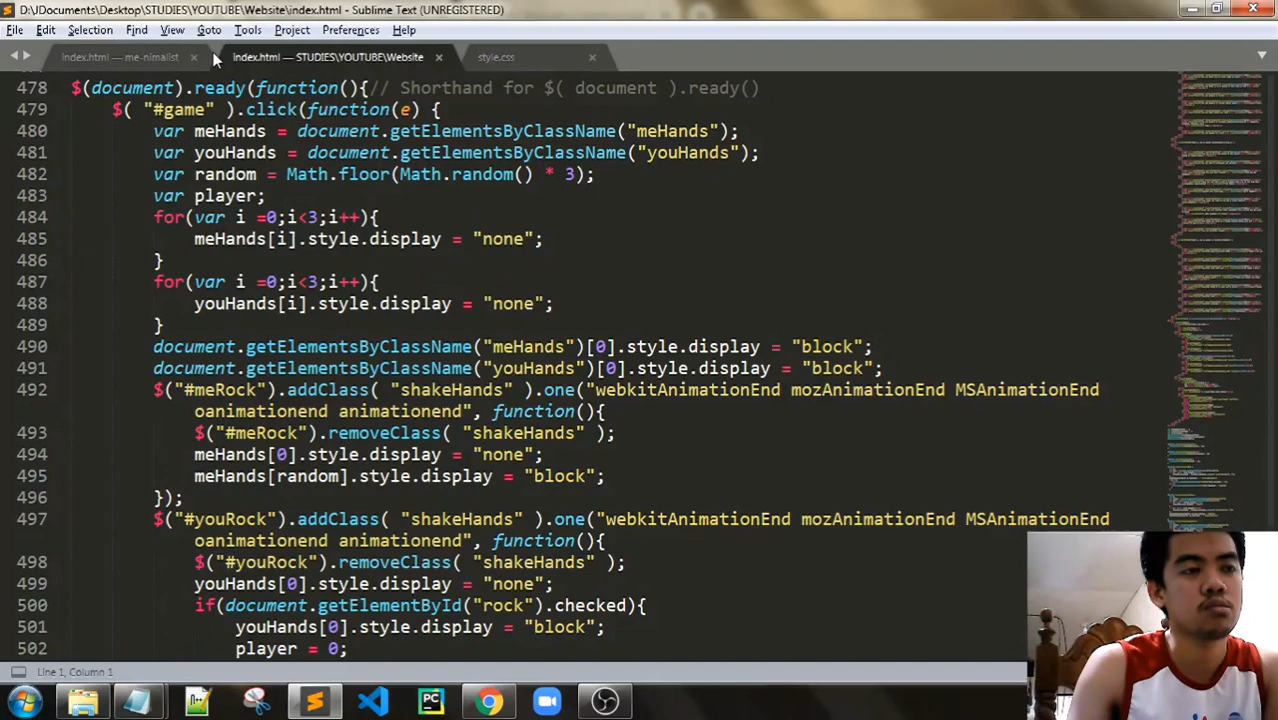 D:\JDocuments\Desktop\STUDIES\YOUTUBE\Website\index.html - Sublime Text (UNREGISTERED)
File Edit Selection Find View Goto Tools Project Preferences Help
index.html — me-nimalist × index.html — STUDIES\YOUTUBE\Website × style.css ×
478 $(document).ready(function(){// Shorthand for $( document ).ready()
479 $( "#game" ).click(function(e) {
480 var meHands = document.getElementsByClassName("meHands");
481 var youHands = document.getElementsByClassName("youHands");
482 var random = Math.floor(Math.random() * 3);
483 var player;
484 for(var i =0;i<3;i++){
485 meHands[i].style.display = "none";
486 }
487 for(var i =0;i<3;i++){
488 youHands[i].style.display = "none";
489 }
490 document.getElementsByClassName("meHands")[0].style.display = "block";
491 document.getElementsByClassName("youHands")[0].style.display = "block";
492 $("#meRock").addClass( "shakeHands" ).one("webkitAnimationEnd mozAnimationEnd MSAnimationEnd
oanimationend animationend", function(){
493 $("#meRock").removeClass( "shakeHands" );
494 meHands[0].style.display = "none";
495 meHands[random].style.display = "block";
496 });
497 $("#youRock").addClass( "shakeHands" ).one("webkitAnimationEnd mozAnimationEnd MSAnimationEnd
oanimationend animationend", function(){
498 $("#youRock").removeClass( "shakeHands" );
499 youHands[0].style.display = "none";
500 if(document.getElementById("rock").checked){
501 youHands[0].style.display = "block";
502 player = 0;
Line 1, Column 1